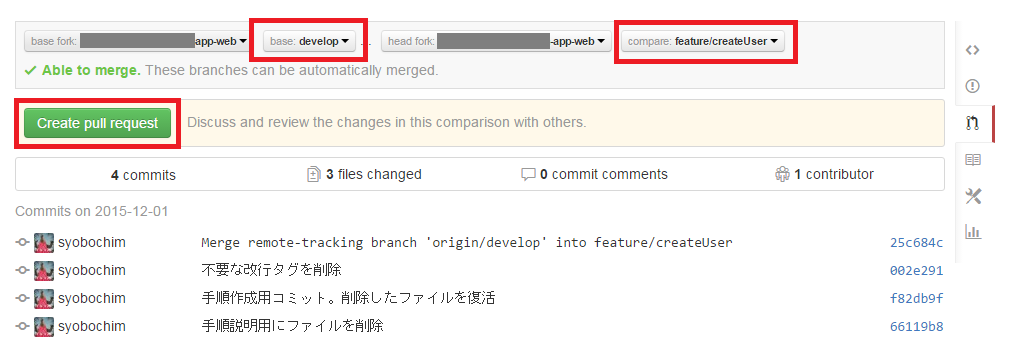 base fork: app-web base: develop ... head fork: -app-web compare: feature/createUser
Able to merge. These branches can be automatically merged.
Create pull request Discuss and review the changes in this comparison with others.
4 commits 3 files changed 0 commit comments 1 contributor
Commits on 2015-12-01
syobochim Merge remote-tracking branch 'origin/develop' into feature/createUser 25c684c
syobochim 不要な改行タグを削除 002e291
syobochim 手順作成用コミット。削除したファイルを復活 f82db9f
syobochim 手順説明用にファイルを削除 66119b8